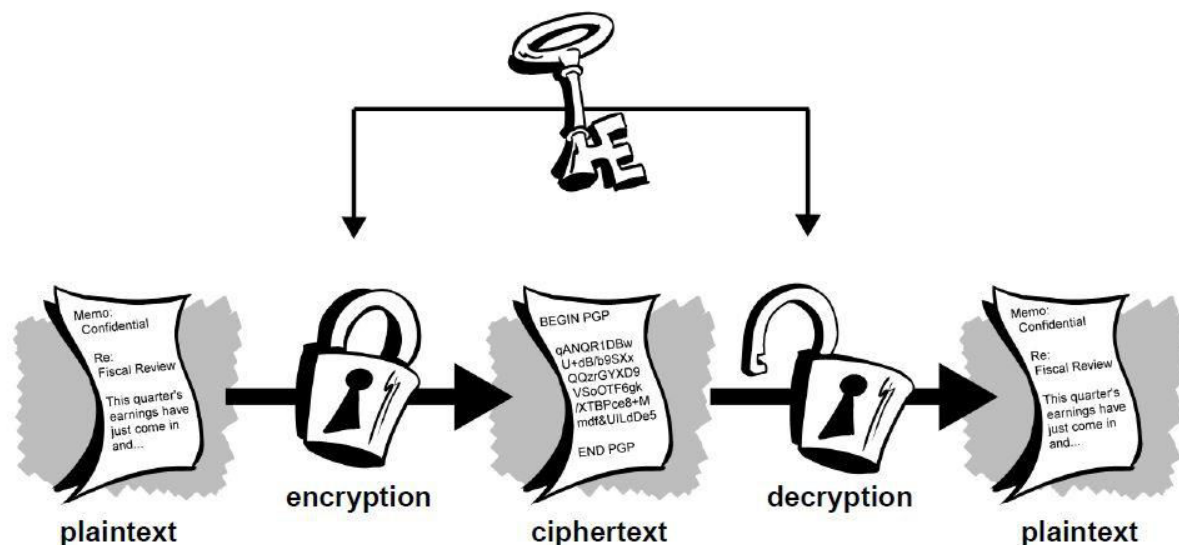 Memo:
Confidential
Re:
Fiscal Review
This quarter's
earnings have
just come in
and...
plaintext
encryption
BEGIN PGP
qANQR1DBw
U+dB/b9SXx
QQzrGYXD9
VSoOTF6gk
/XTBPce8+M
mdf&UILdDe5
END PGP
ciphertext
decryption
Memo:
Confidential
Re:
Fiscal Review
This quarter's
earnings have
just come in
and...
plaintext